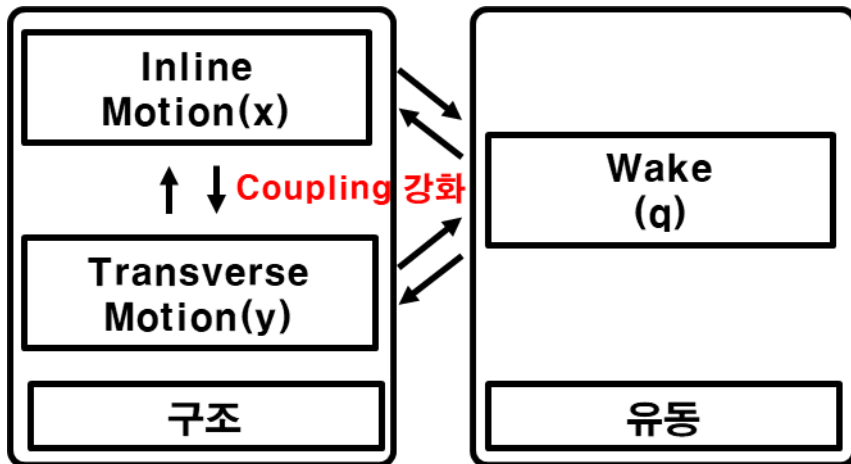 Inline
Motion(x)
Coupling 강화
Transverse
Motion(y)
구조
Wake
(q)
유동